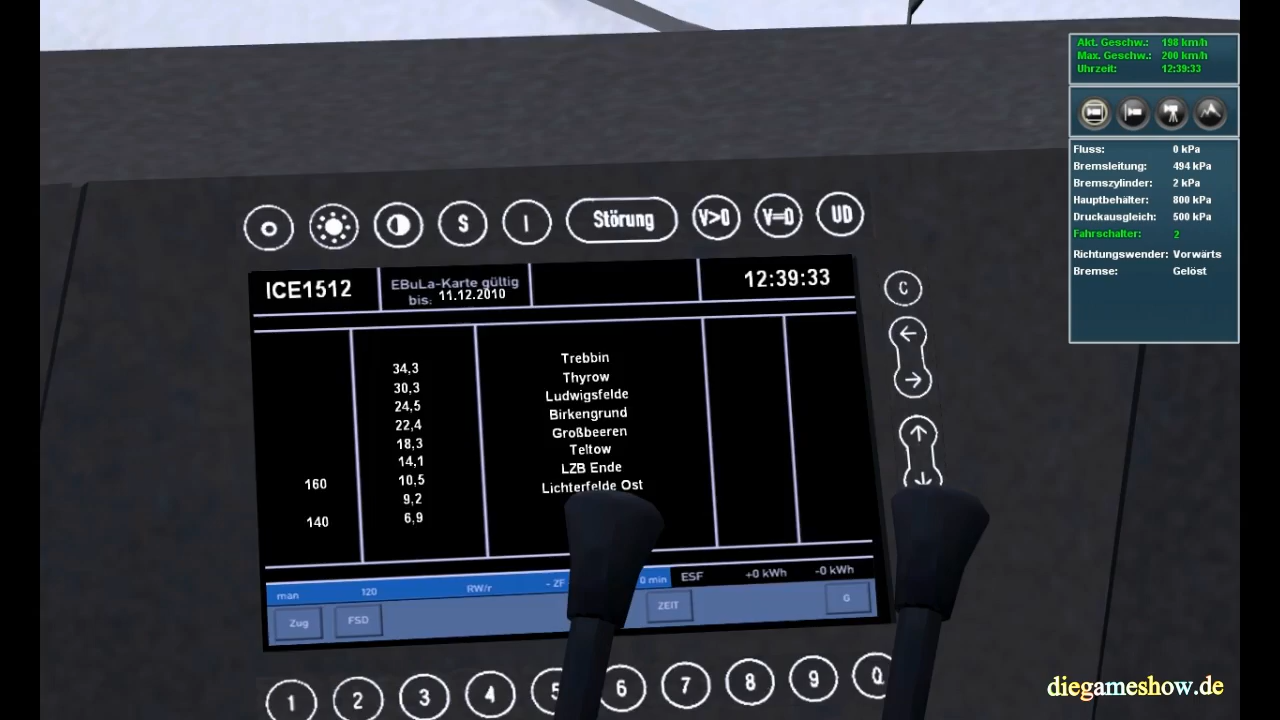 Akt. Geschw.: 198 km/h
Max. Geschw.: 200 km/h
Uhrzeit: 12:39:33
Fluss: 0 kPa
Bremsleitung: 494 kPa
Bremszylinder: 2 kPa
Hauptbehälter: 800 kPa
Druckausgleich: 500 kPa
Fahrschalter: 2
Richtungswender: Vorwärts
Bremse: Gelöst
S I Störung V>0 V=0 UD
ICE1512 EBuLa-Karte gültig
bis: 11.12.2010 12:39:33
C
34,3 Trebbin
30,3 Thyrow
24,5 Ludwigsfelde
22,4 Birkengrund
18,3 Großbeeren
14,1 Teltow
160 10,5 LZB Ende
9,2 Lichterfelde Ost
140 6,9
man 120 RW/r - ZF 0 min ESF +0 kWh -0 kWh
Zug FSD ZEIT G
1 2 3 4 5 6 7 8 9
diegameshow.de